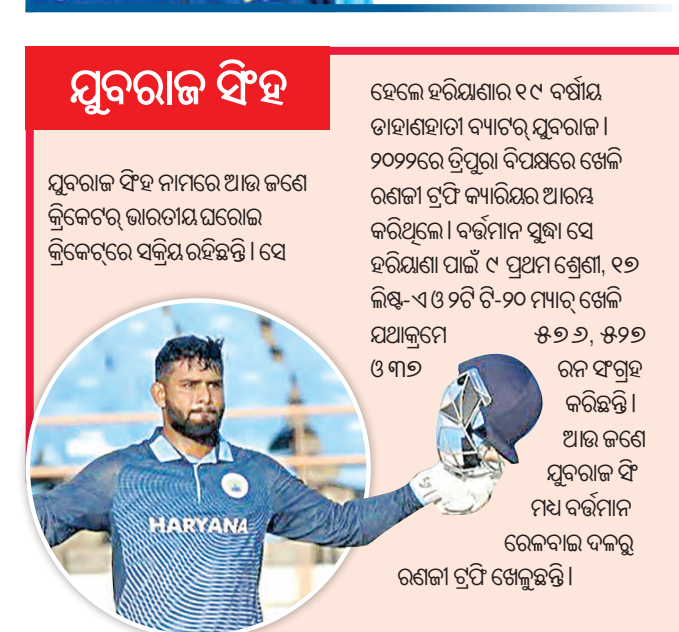 ଯୁବରାଜ ସିଂହ
ଯୁବରାଜ ସିଂହ ନାମରେ ଆଉ ଜଣେ
କ୍ରିକେଟର୍ ଭାରତୀୟ ଘରୋଇ
କ୍ରିକେଟ୍‌ରେ ସକ୍ରିୟ ରହିଛନ୍ତି । ସେ
ହେଲେ ହରିୟାଣାର ୧୯ ବର୍ଷୀୟ
ଡାହାଣହାତୀ ବ୍ୟାଟର୍ ଯୁବରାଜ ।
୨୦୨୨ରେ ତ୍ରିପୁରା ବିପକ୍ଷରେ ଖେଳି
ରଣଜୀ ଟ୍ରଫି କ୍ୟାରିୟର ଆରମ୍ଭ
କରିଥିଲେ । ବର୍ତ୍ତମାନ ସୁଦ୍ଧା ସେ
ହରିୟାଣା ପାଇଁ ୯ ପ୍ରଥମ ଶ୍ରେଣୀ, ୧୭
ଲିଷ୍ଟ-ଏ ଓ ୨ଟି ଟି-୨୦ ମ୍ୟାଚ୍ ଖେଳି
ଯଥାକ୍ରମେ ୫୭୬, ୫୨୭
ଓ ୩୭ ରନ ସଂଗ୍ରହ
କରିଛନ୍ତି ।
ଆଉ ଜଣେ
ଯୁବରାଜ ସିଂ
ମଧ୍ୟ ବର୍ତ୍ତମାନ
ରେଳବାଇ ଦଳରୁ
ରଣଜୀ ଟ୍ରଫି ଖେଳୁଛନ୍ତି ।
HARYANA